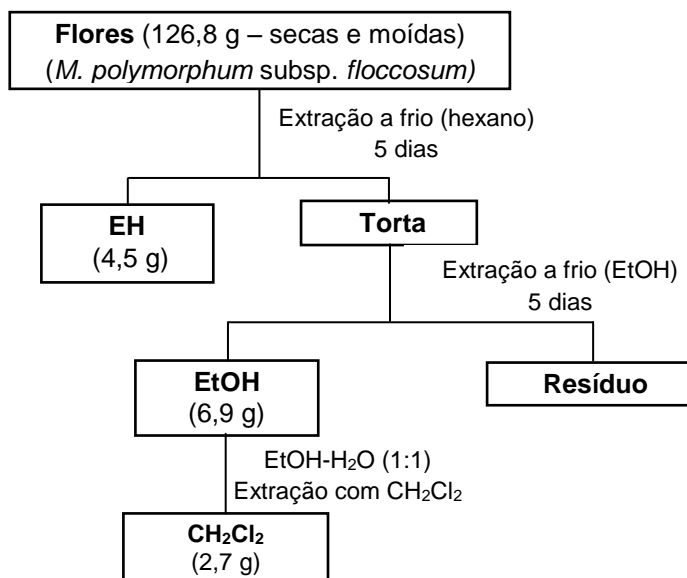 Flores (126,8 g – secas e moídas)
(M. polymorphum subsp. floccosum)
Extração a frio (hexano)
5 dias
EH
(4,5 g)
Torta
Extração a frio (EtOH)
5 dias
EtOH
(6,9 g)
Resíduo
EtOH-H₂O (1:1)
Extração com CH₂Cl₂
CH₂Cl₂
(2,7 g)